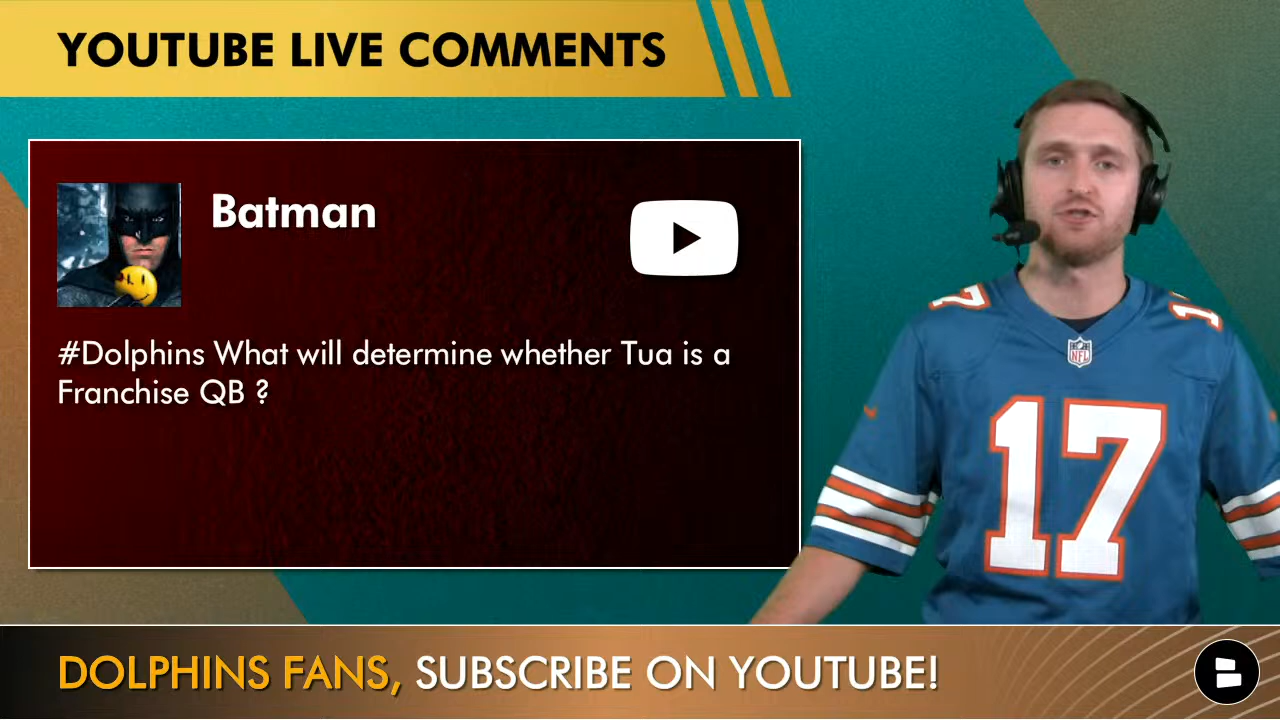 YOUTUBE LIVE COMMENTS
Batman
#Dolphins What will determine whether Tua is a
Franchise QB ?
17
17
NFL
17
DOLPHINS FANS, SUBSCRIBE ON YOUTUBE!